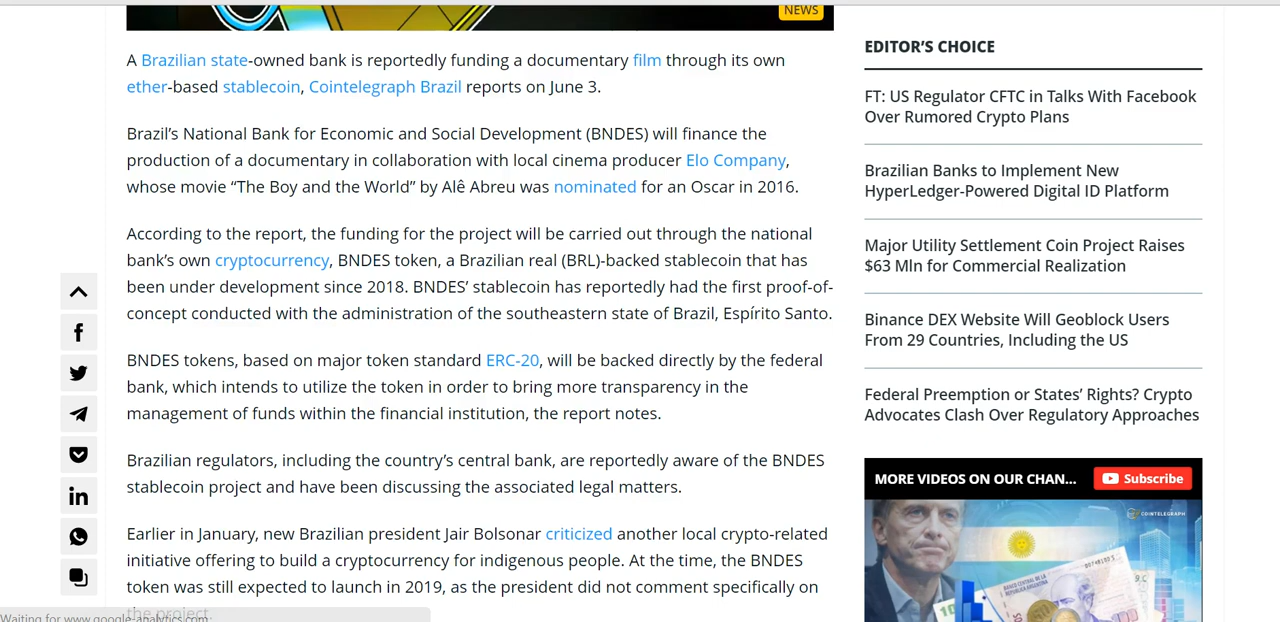 NEWS
A Brazilian state-owned bank is reportedly funding a documentary film through its own
ether-based stablecoin, Cointelegraph Brazil reports on June 3.
Brazil’s National Bank for Economic and Social Development (BNDES) will finance the
production of a documentary in collaboration with local cinema producer Elo Company,
whose movie “The Boy and the World” by Alê Abreu was nominated for an Oscar in 2016.
According to the report, the funding for the project will be carried out through the national
bank’s own cryptocurrency, BNDES token, a Brazilian real (BRL)-backed stablecoin that has
been under development since 2018. BNDES’ stablecoin has reportedly had the first proof-of-
concept conducted with the administration of the southeastern state of Brazil, Espírito Santo.
BNDES tokens, based on major token standard ERC-20, will be backed directly by the federal
bank, which intends to utilize the token in order to bring more transparency in the
management of funds within the financial institution, the report notes.
Brazilian regulators, including the country’s central bank, are reportedly aware of the BNDES
stablecoin project and have been discussing the associated legal matters.
Earlier in January, new Brazilian president Jair Bolsonar criticized another local crypto-related
initiative offering to build a cryptocurrency for indigenous people. At the time, the BNDES
token was still expected to launch in 2019, as the president did not comment specifically on
the project
Waiting for www.google-analytics.com:
EDITOR’S CHOICE
FT: US Regulator CFTC in Talks With Facebook
Over Rumored Crypto Plans
Brazilian Banks to Implement New
HyperLedger-Powered Digital ID Platform
Major Utility Settlement Coin Project Raises
$63 Mln for Commercial Realization
Binance DEX Website Will Geoblock Users
From 29 Countries, Including the US
Federal Preemption or States’ Rights? Crypto
Advocates Clash Over Regulatory Approaches
MORE VIDEOS ON OUR CHAN...
Subscribe
COINTELEGRAPH